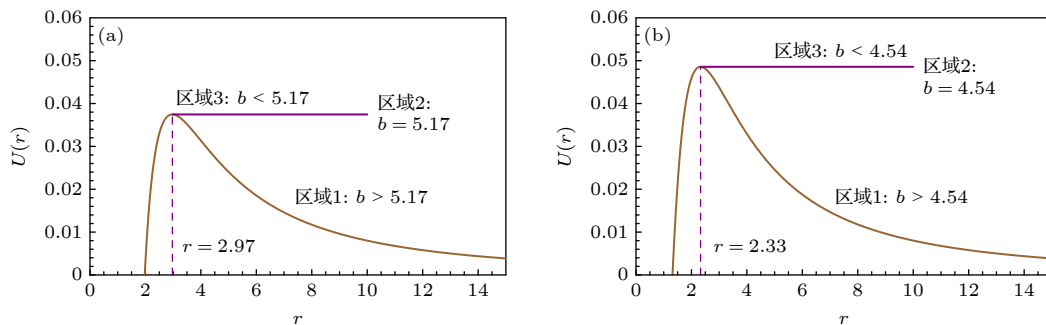 (a)
0.06
0.05
0.04
0.03
0.02
0.01
0
U(r)
区域3: b < 5.17
区域2:
b = 5.17
区域1: b > 5.17
r = 2.97
0 2 4 6 8 10 12 14
r
(b)
0.06
0.05
0.04
0.03
0.02
0.01
0
U(r)
区域3: b < 4.54
区域2:
b = 4.54
区域1: b > 4.54
r = 2.33
0 2 4 6 8 10 12 14
r